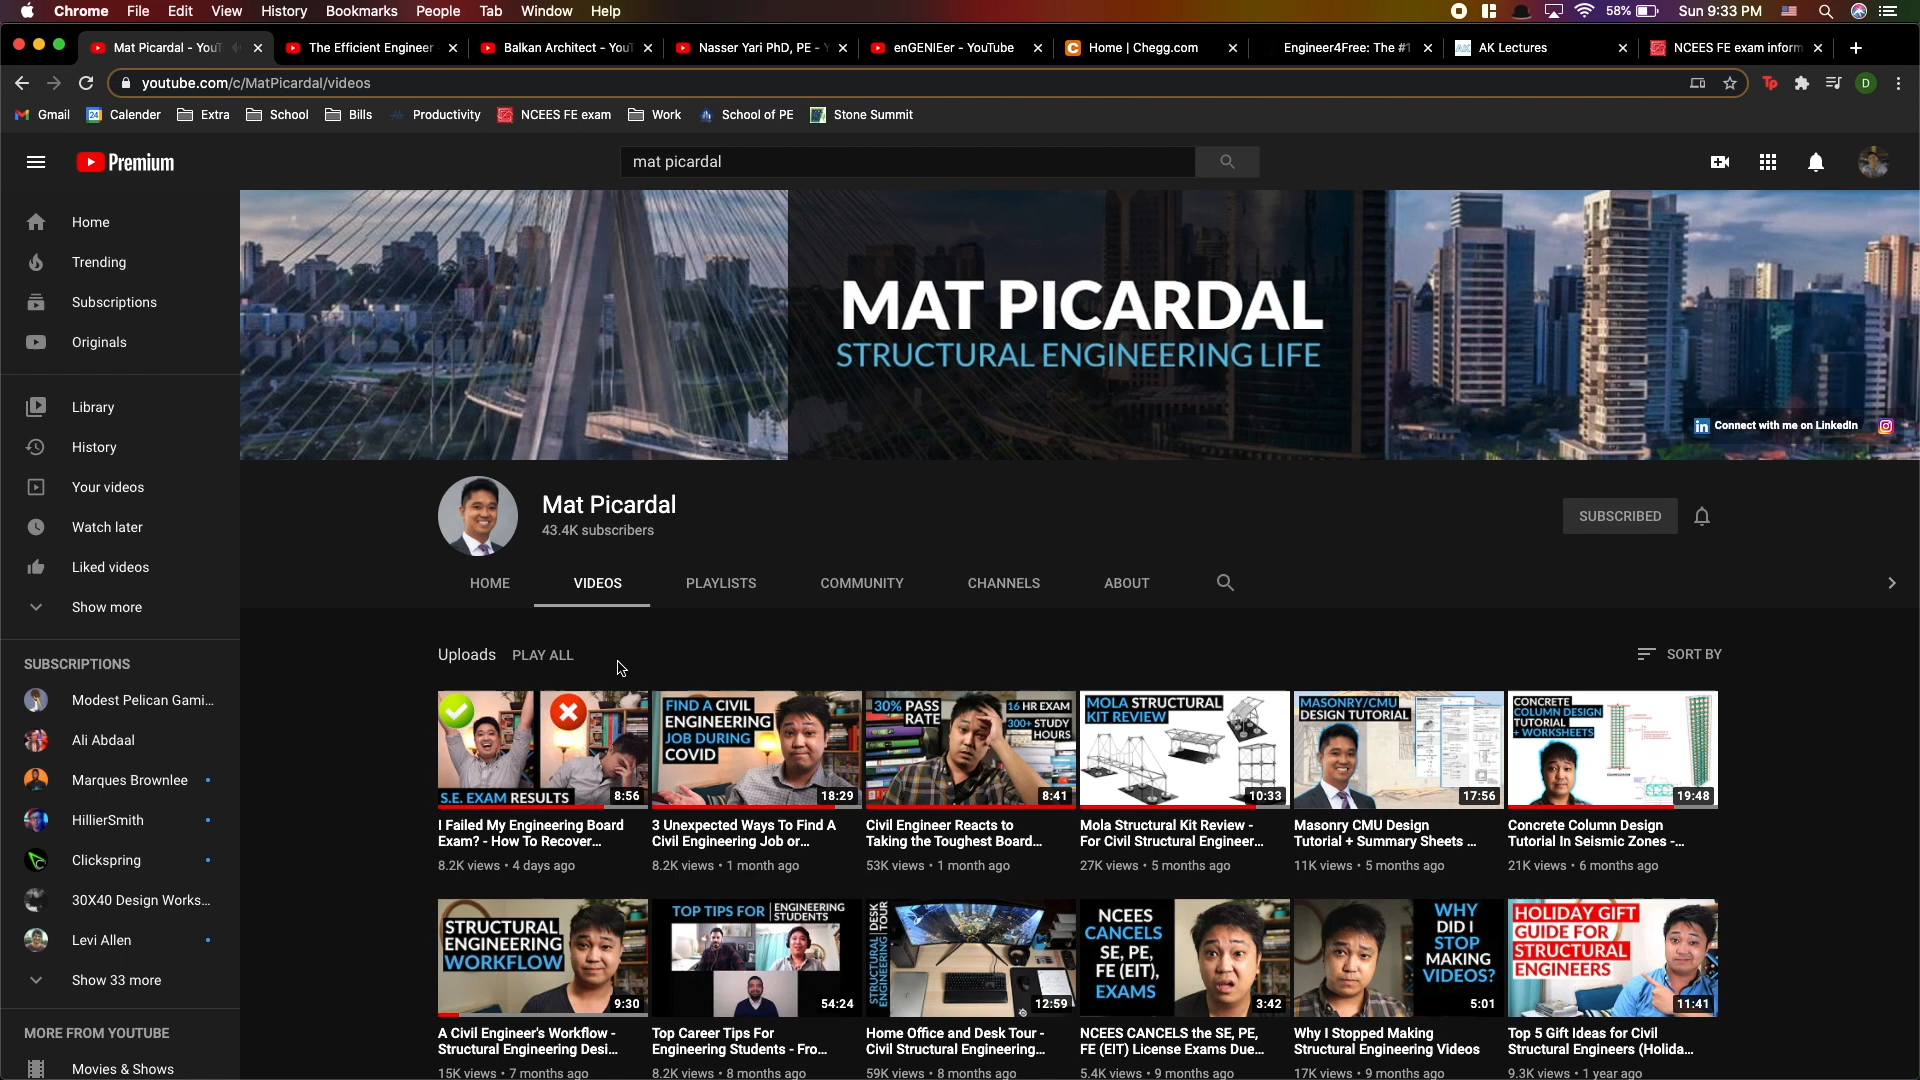 Chrome File Edit View History Bookmarks People Tab Window Help
58% Sun 9:33 PM
Mat Picardal - You The Efficient Engineer Balkan Architect - You Nasser Yari PhD, PE - enGENIEer - YouTube Home | Chegg.com Engineer4Free: The #1 AK Lectures NCEES FE exam inform
youtube.com/c/MatPicardal/videos
Gmail Calender Extra School Bills Productivity NCEES FE exam Work School of PE Stone Summit
Premium
mat picardal
Home
Trending
Subscriptions
Originals
Library
History
Your videos
Watch later
Liked videos
Show more
SUBSCRIPTIONS
Modest Pelican Gami...
Ali Abdaal
Marques Brownlee
HillierSmith
Clickspring
30X40 Design Works...
Levi Allen
Show 33 more
MORE FROM YOUTUBE
Movies & Shows
MAT PICARDAL
STRUCTURAL ENGINEERING LIFE
Connect with me on LinkedIn
Mat Picardal
43.4K subscribers
SUBSCRIBED
HOME VIDEOS PLAYLISTS COMMUNITY CHANNELS ABOUT
Uploads PLAY ALL
SORT BY
S.E. EXAM RESULTS
8:56
I Failed My Engineering Board
Exam? - How To Recover...
8.2K views • 4 days ago
FIND A CIVIL
ENGINEERING
JOB DURING
COVID
18:29
3 Unexpected Ways To Find A
Civil Engineering Job or...
8.2K views • 1 month ago
30% PASS
RATE
16 HR EXAM
300+ STUDY
HOURS
8:41
Civil Engineer Reacts to
Taking the Toughest Board...
53K views • 1 month ago
MOLA STRUCTURAL
KIT REVIEW
10:33
Mola Structural Kit Review -
For Civil Structural Engineer...
27K views • 5 months ago
MASONRY/CMU
DESIGN TUTORIAL
17:56
Masonry CMU Design
Tutorial + Summary Sheets ...
11K views • 5 months ago
CONCRETE
COLUMN DESIGN
TUTORIAL
+ WORKSHEETS
19:48
Concrete Column Design
Tutorial In Seismic Zones -...
21K views • 6 months ago
STRUCTURAL
ENGINEERING
WORKFLOW
9:30
A Civil Engineer's Workflow -
Structural Engineering Desi...
15K views • 7 months ago
TOP TIPS FOR ENGINEERING
STUDENTS
54:24
Top Career Tips For
Engineering Students - Fro...
8.2K views • 8 months ago
STRUCTURAL
ENGINEERING
DESK
TOUR
12:59
Home Office and Desk Tour -
Civil Structural Engineering...
59K views • 8 months ago
NCEES
CANCELS
SE, PE,
FE (EIT),
EXAMS
3:42
NCEES CANCELS the SE, PE,
FE (EIT) License Exams Due...
5.4K views • 9 months ago
WHY
DID I
STOP
MAKING
VIDEOS?
5:01
Why I Stopped Making
Structural Engineering Videos
17K views • 9 months ago
HOLIDAY GIFT
GUIDE FOR
STRUCTURAL
ENGINEERS
11:41
Top 5 Gift Ideas for Civil
Structural Engineers (Holida...
9.3K views • 1 year ago